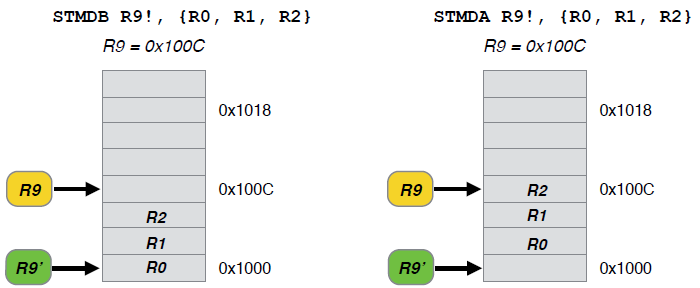 STMDB R9!, {R0, R1, R2}
R9 = 0x100C
0x1018
R9
0x100C
R2
R1
R9’
R0
0x1000
STMDA R9!, {R0, R1, R2}
R9 = 0x100C
0x1018
R9
R2
0x100C
R1
R0
R9’
0x1000